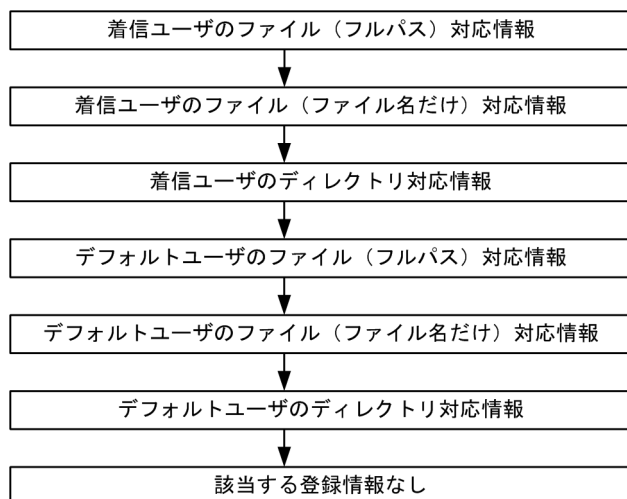 着信ユーザのファイル（フルパス）対応情報
着信ユーザのファイル（ファイル名だけ）対応情報
着信ユーザのディレクトリ対応情報
デフォルトユーザのファイル（フルパス）対応情報
デフォルトユーザのファイル（ファイル名だけ）対応情報
デフォルトユーザのディレクトリ対応情報
該当する登録情報なし